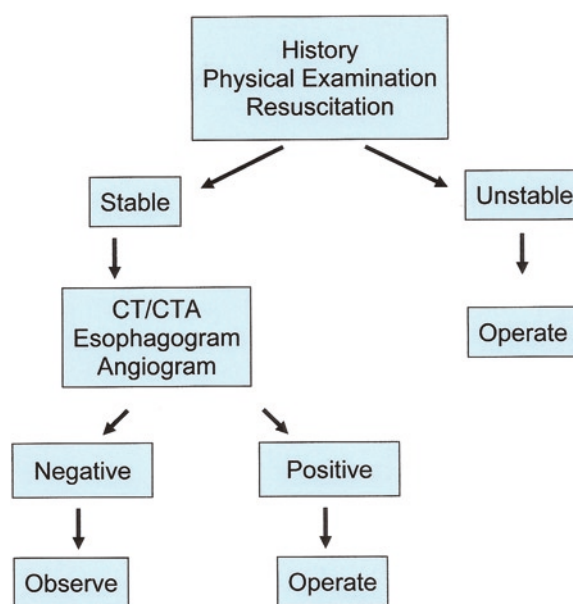 History
Physical Examination
Resuscitation
Stable
Unstable
CT/CTA
Esophagogram
Angiogram
Operate
Negative
Positive
Observe
Operate